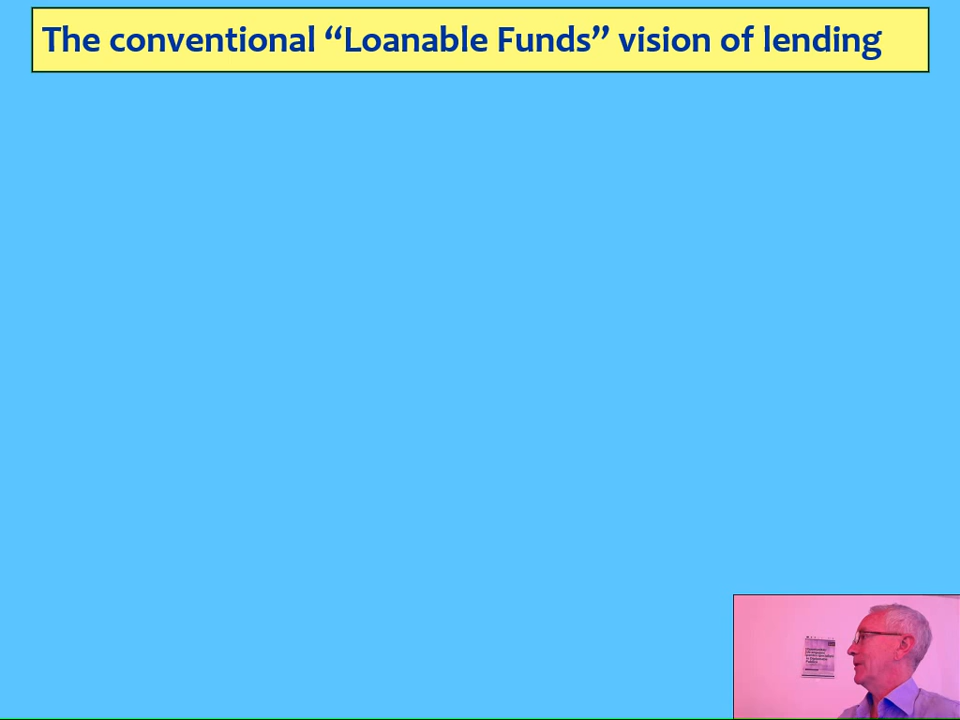 The conventional “Loanable Funds” vision of lending